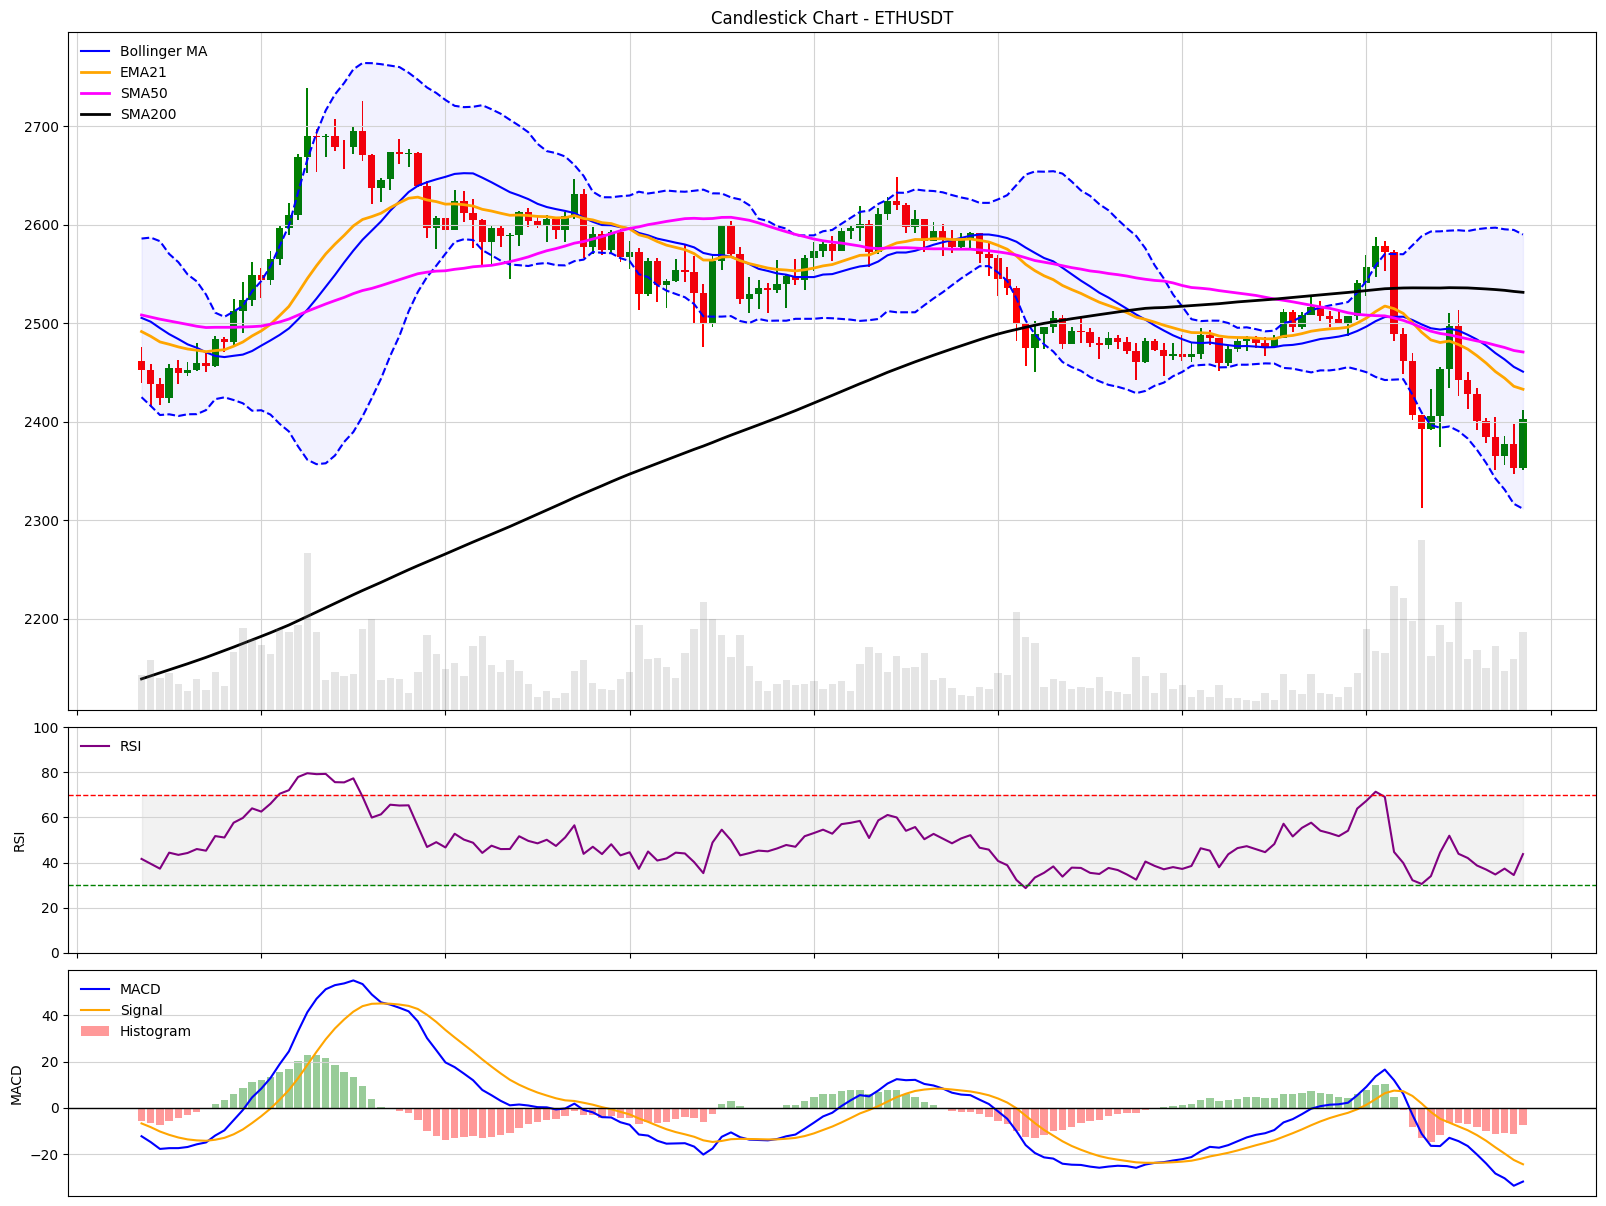 Candlestick Chart - ETHUSDT
Bollinger MA
EMA21
SMA50
SMA200
2700
2600
2500
2400
2300
2200
100
80
60
40
20
0
RSI
RSI
40
20
0
−20
MACD
MACD
Signal
Histogram